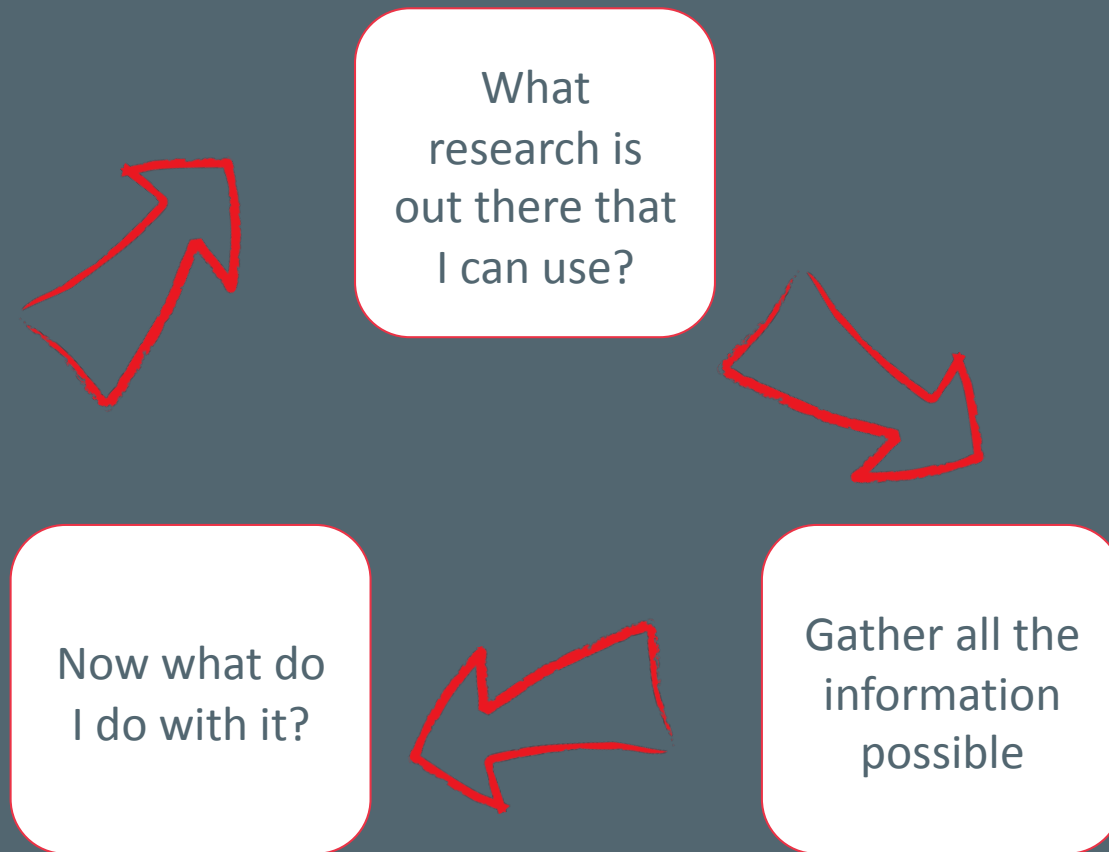 What
research is
out there that
I can use?
Gather all the
information
possible
Now what do
I do with it?